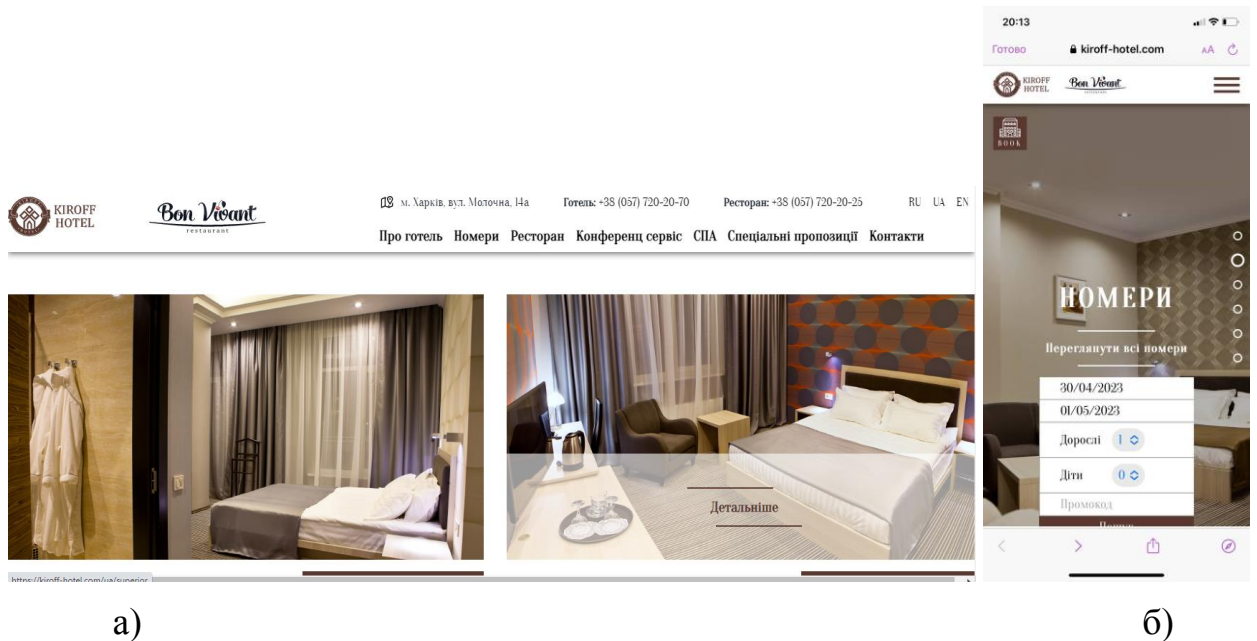 KIROFF
HOTEL
Bon Vivant
restaurant
м. Харків, вул. Молочна, 14а
Готель: +38 (057) 720-20-70
Ресторан: +38 (057) 720-20-25
RU UA EN
Про готель Номери Ресторан Конференц сервіс СПА Спеціальні пропозиції Контакти
Детальніше
https://kiroff-hotel.com/ua/superior
а)
20:13
Готово
kiroff-hotel.com
AA
KIROFF
HOTEL
Bon Vivant
BOOK
НОМЕРИ
Переглянути всі номери
30/04/2023
01/05/2023
Дорослі 1
Діти 0
Промокод
Пошук
б)